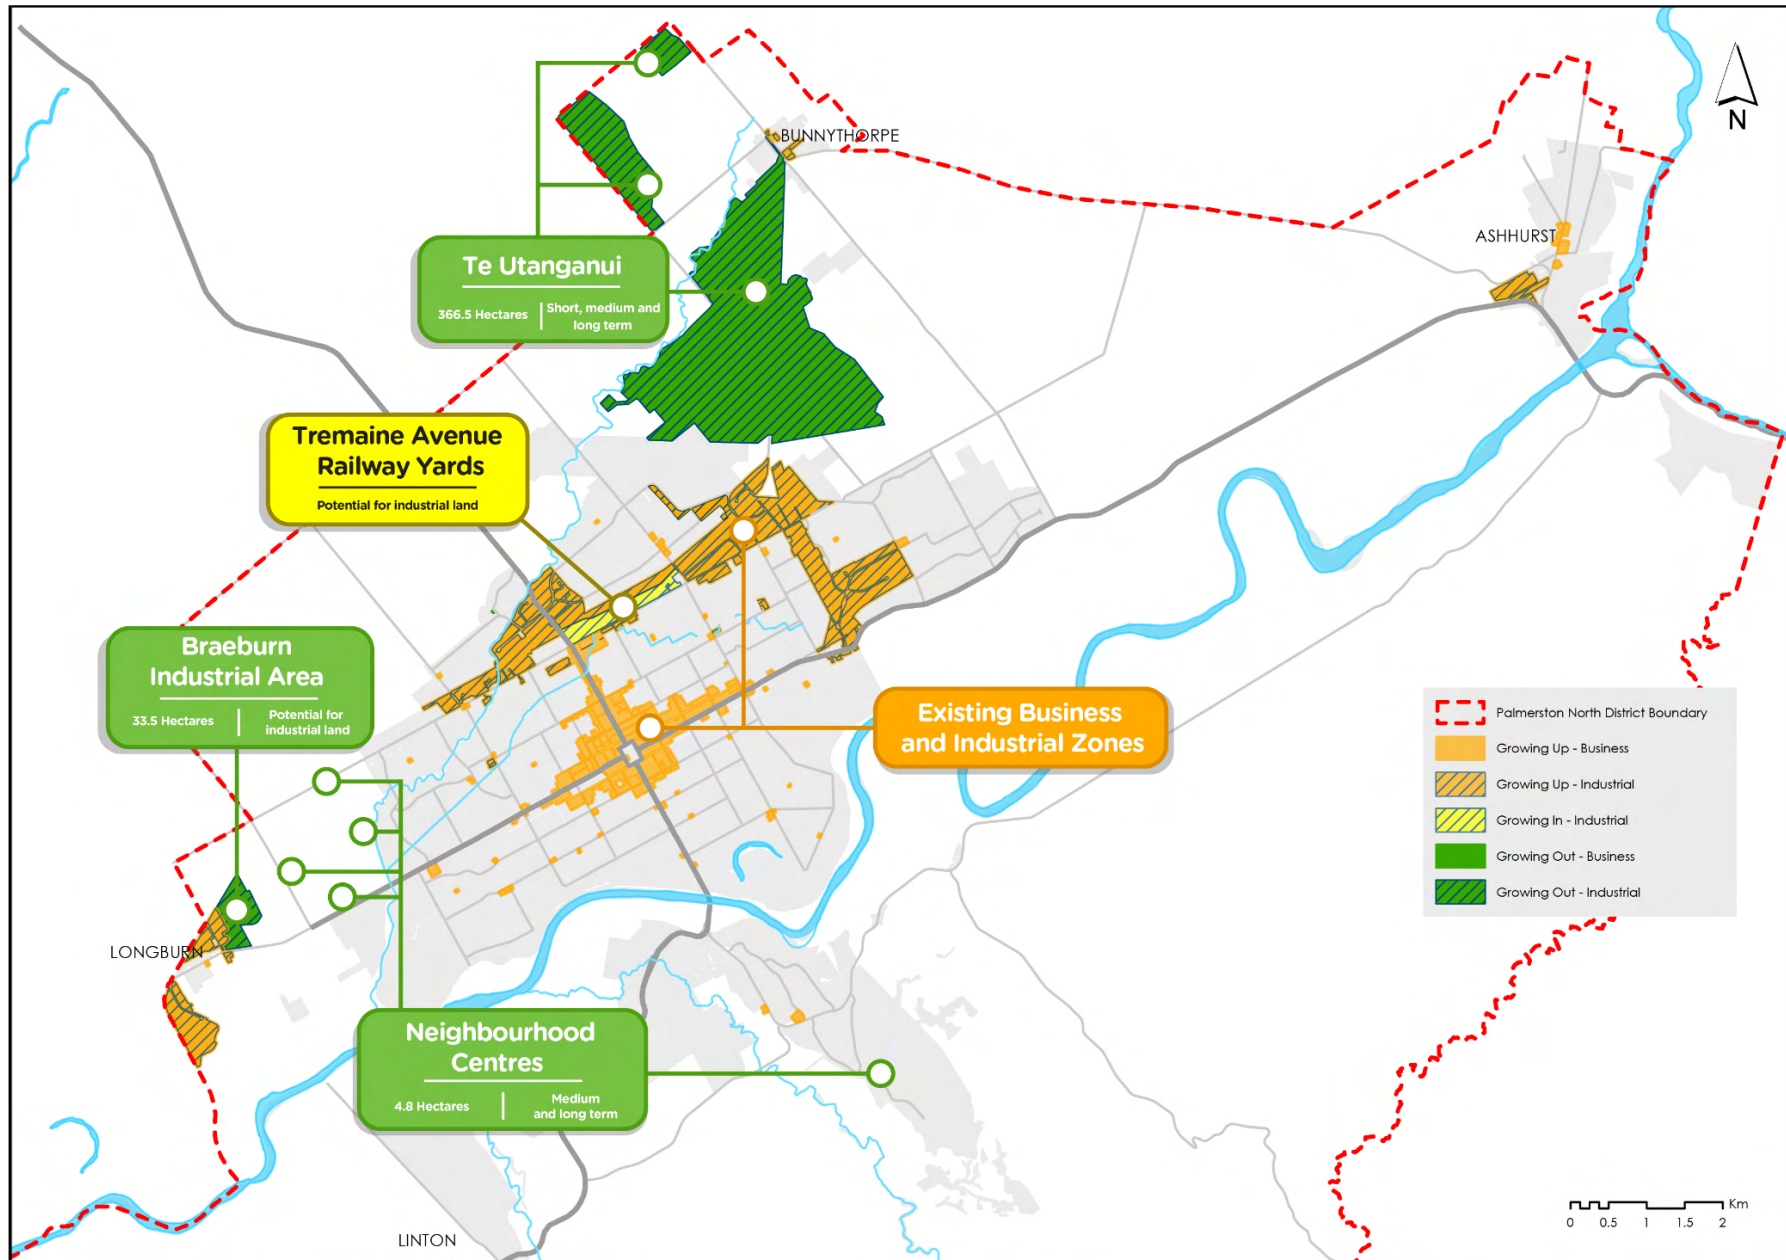 BUNNYTHORPE
N
ASHHURST
Te Utanganui
366.5 Hectares
Short, medium and
long term
Tremaine Avenue
Railway Yards
Potential for industrial land
Braeburn
Industrial Area
33.5 Hectares
Potential for
industrial land
Existing Business
and Industrial Zones
Palmerston North District Boundary
Growing Up - Business
Growing Up - Industrial
Growing In - Industrial
Growing Out - Business
Growing Out - Industrial
LONGBURN
Neighbourhood
Centres
4.8 Hectares
Medium
and long term
LINTON
Km
0 0.5 1 1.5 2